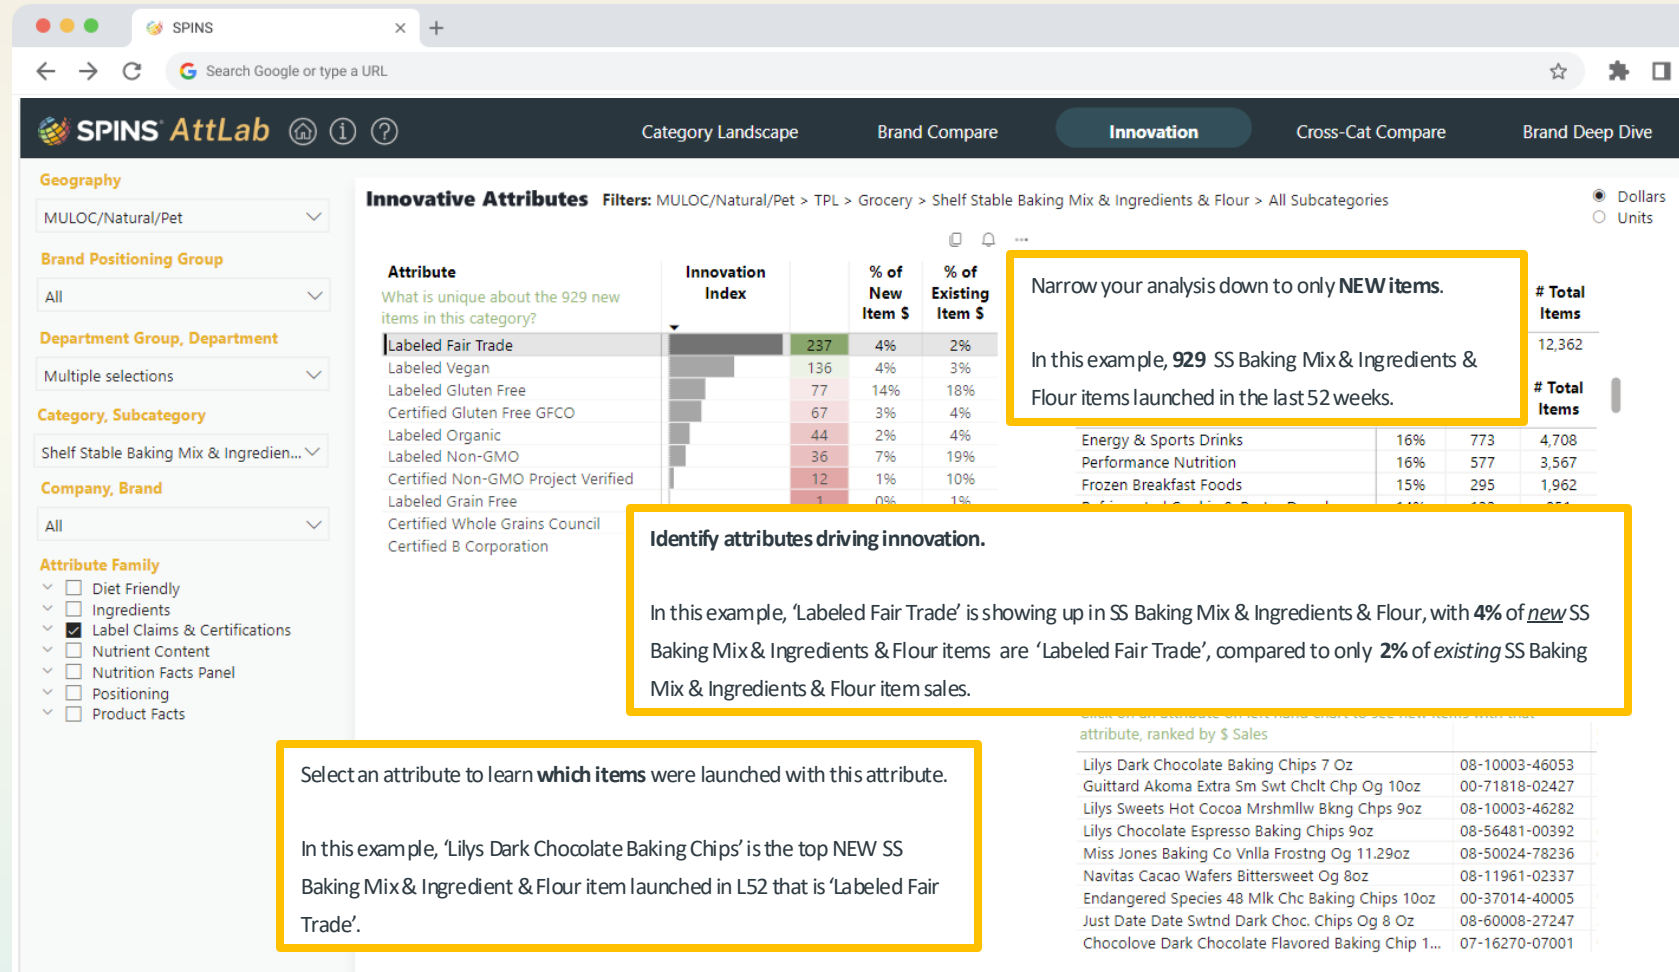 SPINS
Search Google or type a URL
SPINS AttLab
Category Landscape
Brand Compare
Innovation
Cross-Cat Compare
Brand Deep Dive
Geography
MULOC/Natural/Pet
Brand Positioning Group
All
Department Group, Department
Multiple selections
Category, Subcategory
Shelf Stable Baking Mix & Ingredien...
Company, Brand
All
Attribute Family
Diet Friendly
Ingredients
Label Claims & Certifications
Nutrient Content
Nutrition Facts Panel
Positioning
Product Facts
Innovative Attributes Filters: MULOC/Natural/Pet > TPL > Grocery > Shelf Stable Baking Mix & Ingredients & Flour > All Subcategories
Dollars
Units
Attribute
What is unique about the 929 new
items in this category?
Innovation
Index
% of
New
Item $
% of
Existing
Item $
Labeled Fair Trade 237 4% 2%
Labeled Vegan 136 4% 3%
Labeled Gluten Free 77 14% 18%
Certified Gluten Free GFCO 67 3% 4%
Labeled Organic 44 2% 4%
Labeled Non-GMO 36 7% 19%
Certified Non-GMO Project Verified 12 1% 10%
Labeled Grain Free 1 0% 1%
Certified Whole Grains Council
Certified B Corporation
Narrow your analysis down to only NEW items.
In this example, 929 SS Baking Mix & Ingredients &
Flour items launched in the last 52 weeks.
# Total
Items
12,362
# Total
Items
Energy & Sports Drinks 16% 773 4,708
Performance Nutrition 16% 577 3,567
Frozen Breakfast Foods 15% 295 1,962
Identify attributes driving innovation.
In this example, ‘Labeled Fair Trade’ is showing up in SS Baking Mix & Ingredients & Flour, with 4% of new SS
Baking Mix & Ingredients & Flour items are ‘Labeled Fair Trade’, compared to only 2% of existing SS Baking
Mix & Ingredients & Flour item sales.
Click on an attribute on left hand chart to see new items with that
attribute, ranked by $ Sales
Lilys Dark Chocolate Baking Chips 7 Oz 08-10003-46053
Guittard Akoma Extra Sm Swt Chclt Chp Og 10oz 00-71818-02427
Lilys Sweets Hot Cocoa Mrshmllw Bkng Chps 9oz 08-10003-46282
Lilys Chocolate Espresso Baking Chips 9oz 08-56481-00392
Miss Jones Baking Co Vnlla Frostng Og 11.29oz 08-50024-78236
Navitas Cacao Wafers Bittersweet Og 8oz 08-11961-02337
Endangered Species 48 Mlk Chc Baking Chips 10oz 00-37014-40005
Just Date Date Swtnd Dark Choc. Chips Og 8 Oz 08-60008-27247
Chocolove Dark Chocolate Flavored Baking Chip 1... 07-16270-07001
Select an attribute to learn which items were launched with this attribute.
In this example, ‘Lilys Dark Chocolate Baking Chips’ is the top NEW SS
Baking Mix & Ingredient & Flour item launched in L52 that is ‘Labeled Fair
Trade’.